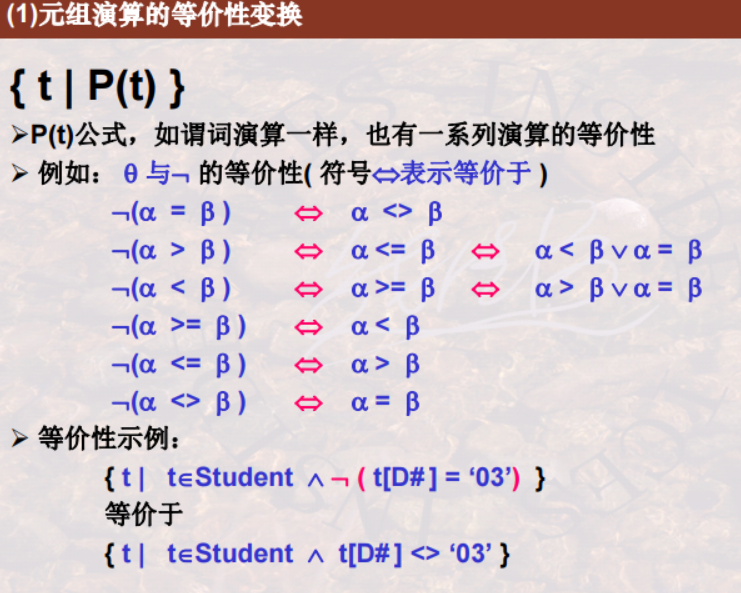 (1)元组演算的等价性变换
{ t | P(t) }
➢P(t)公式，如谓词演算一样，也有一系列演算的等价性
➢ 例如： θ 与¬ 的等价性( 符号⇔表示等价于 )
¬(α = β ) ⇔ α <> β
¬(α > β ) ⇔ α <= β ⇔ α < β ∨ α = β
¬(α < β ) ⇔ α >= β ⇔ α > β ∨ α = β
¬(α >= β ) ⇔ α < β
¬(α <= β ) ⇔ α > β
¬(α <> β ) ⇔ α = β
➢ 等价性示例：
{ t | t∈Student ∧ ¬ ( t[D#] = ‘03’) }
等价于
{ t | t∈Student ∧ t[D#] <> ‘03’ }